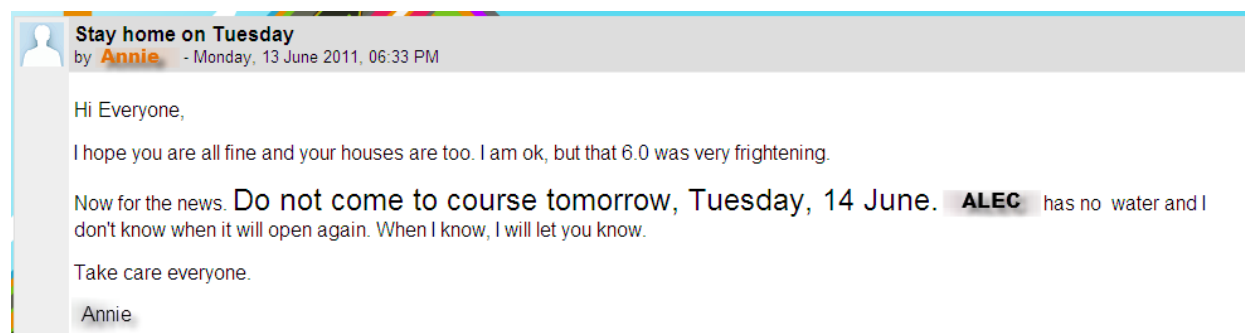 Stay home on Tuesday
by Annie - Monday, 13 June 2011, 06:33 PM
Hi Everyone,
I hope you are all fine and your houses are too. I am ok, but that 6.0 was very frightening.
Now for the news. Do not come to course tomorrow, Tuesday, 14 June. ALEC has no water and I
don't know when it will open again. When I know, I will let you know.
Take care everyone.
Annie